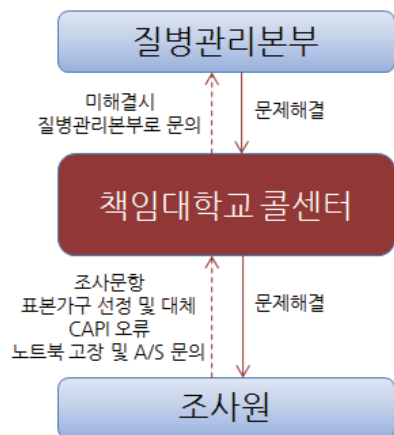 질병관리본부
미해결시
질병관리본부로 문의
문제해결
책임대학교 콜센터
조사문항
표본가구 선정 및 대체
CAPI 오류
노트북 고장 및 A/S 문의
문제해결
조사원